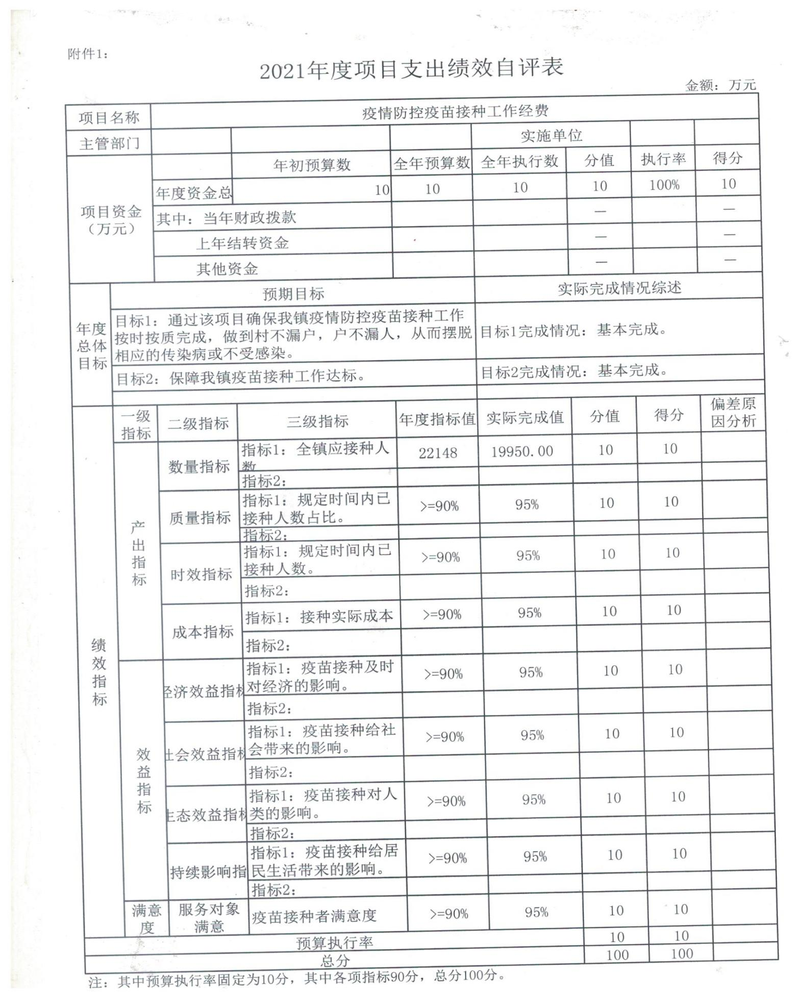 附件1：
2021年度项目支出绩效自评表
金额：万元
项目名称 疫情防控疫苗接种工作经费
主管部门 实施单位
年初预算数 全年预算数 全年执行数 分值 执行率 得分
项目资金
（万元）
年度资金总 10 10 10 10 100% 10
其中：当年财政拨款 — —
上年结转资金 — —
其他资金 — —
年度
总体
目标
预期目标 实际完成情况综述
目标1：通过该项目确保我镇疫情防控疫苗接种工作
按时按质完成，做到村不漏户，户不漏人，从而摆脱
相应的传染病或不受感染。
目标1完成情况：基本完成。
目标2：保障我镇疫苗接种工作达标。 目标2完成情况：基本完成。
绩
效
指
标
一级
指标
二级指标 三级指标 年度指标值 实际完成值 分值 得分
偏差原
因分析
产
出
指
标
数量指标
指标1：全镇应接种人
数
22148 19950.00 10 10
指标2：
质量指标
指标1：规定时间内已
接种人数占比。
>=90% 95% 10 10
指标2：
时效指标
指标1：规定时间内已
接种人数。
>=90% 95% 10 10
指标2：
成本指标
指标1：接种实际成本 >=90% 95% 10 10
指标2：
效
益
指
标
经济效益指标
指标1：疫苗接种及时
对经济的影响。
>=90% 95% 10 10
指标2：
社会效益指标
指标1：疫苗接种给社
会带来的影响。
>=90% 95% 10 10
指标2：
生态效益指标
指标1：疫苗接种对人
类的影响。
>=90% 95% 10 10
指标2：
持续影响指
指标1：疫苗接种给居
民生活带来的影响。
>=90% 95% 10 10
指标2：
满意
度
服务对象
满意
疫苗接种者满意度 >=90% 95% 10 10
预算执行率 10 10
总分 100 100
注：其中预算执行率固定为10分，其中各项指标90分，总分100分。